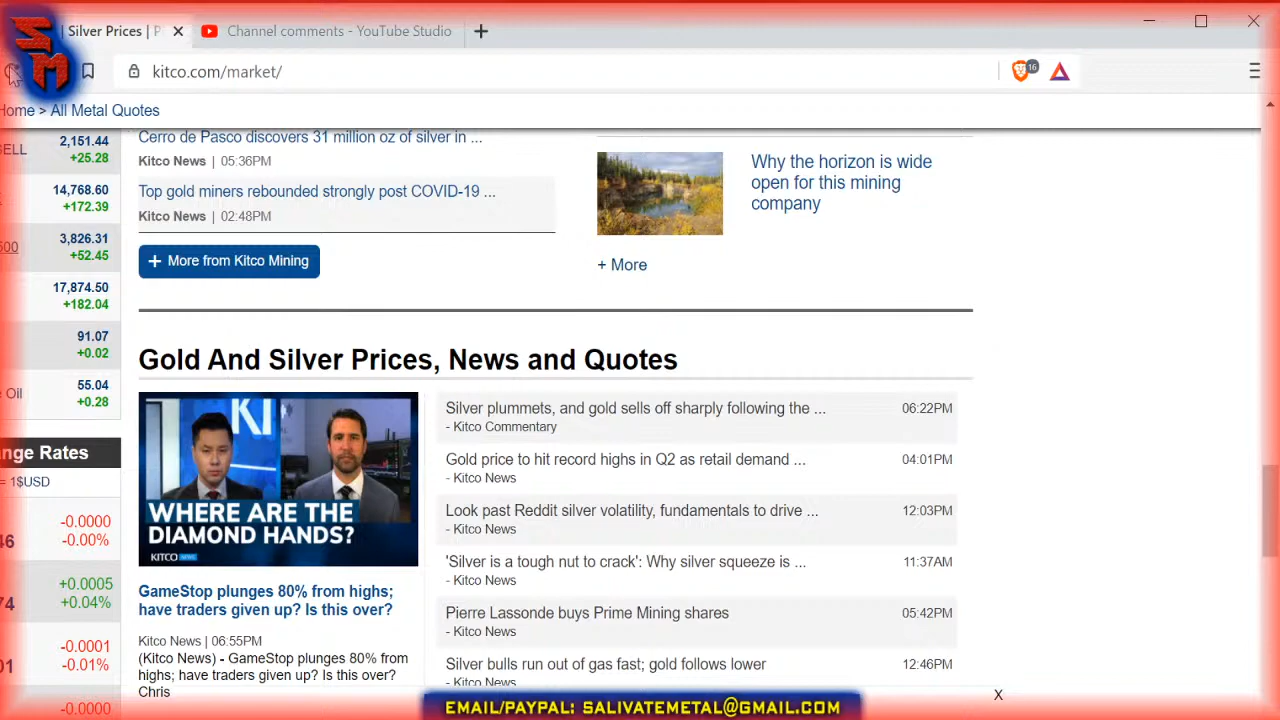 SM
Silver Prices | P
Channel comments - YouTube Studio
kitco.com/market/
16
Home > All Metal Quotes
ELL
2,151.44
+25.28
14,768.60
+172.39
500
3,826.31
+52.45
17,874.50
+182.04
91.07
+0.02
Oil
55.04
+0.28
nge Rates
= 1$USD
-0.0000
46
-0.00%
+0.0005
74
+0.04%
-0.0001
01
-0.01%
-0.0000
Cerro de Pasco discovers 31 million oz of silver in ...
Kitco News | 05:36PM
Top gold miners rebounded strongly post COVID-19 ...
Kitco News | 02:48PM
+ More from Kitco Mining
Why the horizon is wide
open for this mining
company
+ More
Gold And Silver Prices, News and Quotes
KI
WHERE ARE THE
DIAMOND HANDS?
KITCO NEWS
GameStop plunges 80% from highs;
have traders given up? Is this over?
Kitco News | 06:55PM
(Kitco News) - GameStop plunges 80% from
highs; have traders given up? Is this over?
Chris
Silver plummets, and gold sells off sharply following the ...
06:22PM
- Kitco Commentary
Gold price to hit record highs in Q2 as retail demand ...
04:01PM
- Kitco News
Look past Reddit silver volatility, fundamentals to drive ...
12:03PM
- Kitco News
'Silver is a tough nut to crack': Why silver squeeze is ...
11:37AM
- Kitco News
Pierre Lassonde buys Prime Mining shares
05:42PM
- Kitco News
Silver bulls run out of gas fast; gold follows lower
12:46PM
- Kitco News
X
EMAIL/PAYPAL: SALIVATEMETAL@GMAIL.COM